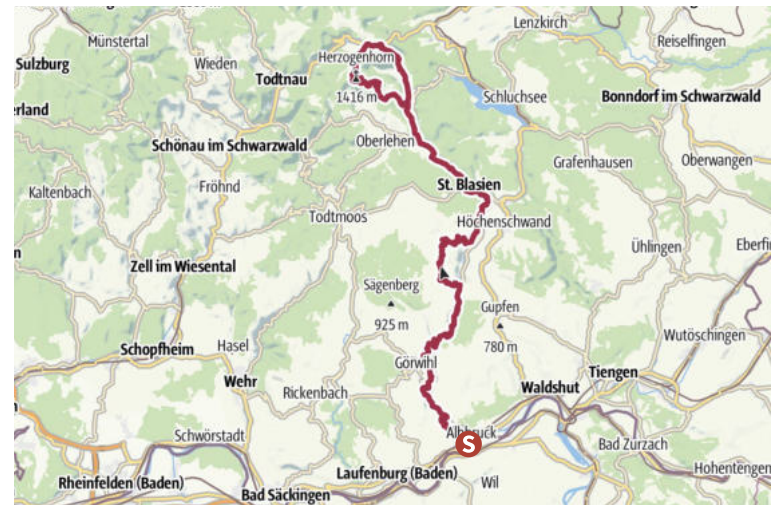 Lenzkirch
Münstertal
Reiselfingen
Sulzburg
Wieden
Herzogenhorn
Todtnau
1416 m
Schluchsee
Bonndorf im Schwarzwald
erland
Oberlehen
Schönau im Schwarzwald
Grafenhausen
Oberwangen
Kaltenbach
Fröhnd
St. Blasien
Todtmoos
Höchenschwand
Ühlingen
Eberfin
Zell im Wiesental
Sägenberg
925 m
Gupfen
780 m
Wutöschingen
Schopfheim
Hasel
Görwihl
Wehr
Rickenbach
Tiengen
Waldshut
Schwörstadt
Albbruck
S
Bad Zurzach
Laufenburg (Baden)
Hohentengen
Rheinfelden (Baden)
Wil
Bad Säckingen